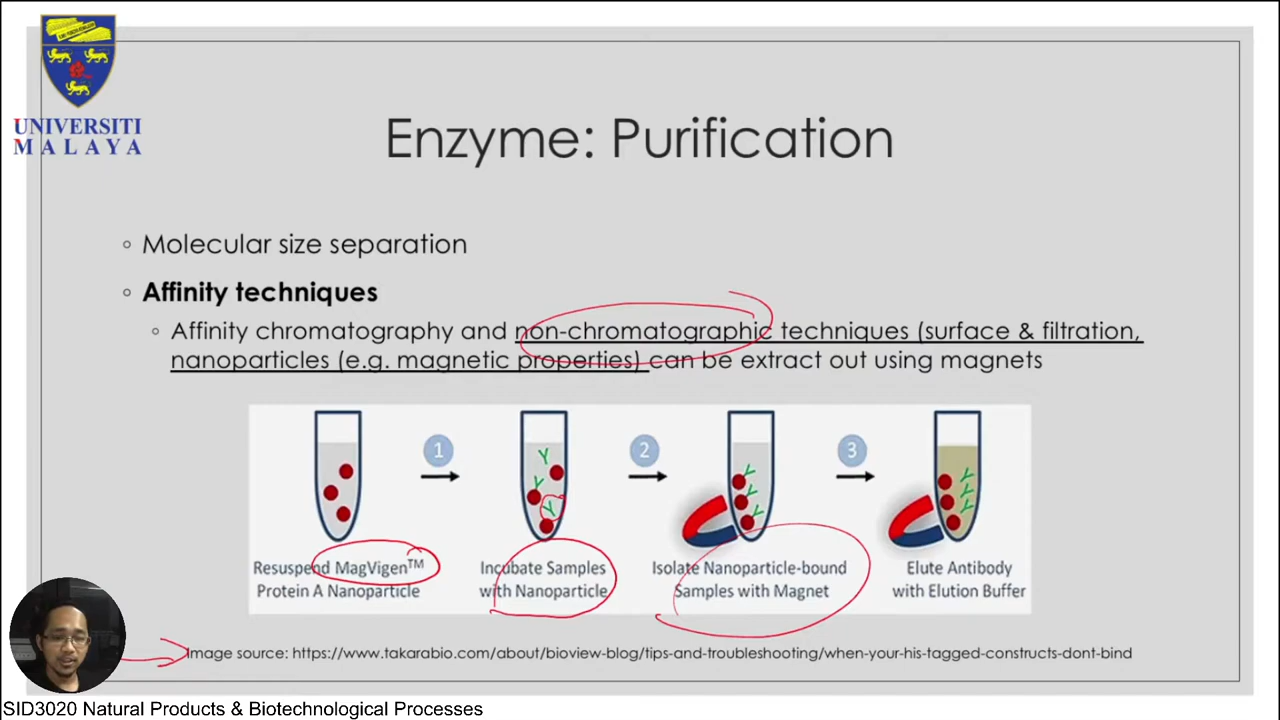 UNIVERSITI
MALAYA
Enzyme: Purification
Molecular size separation
Affinity techniques
Affinity chromatography and non-chromatographic techniques (surface & filtration,
nanoparticles (e.g. magnetic properties) can be extract out using magnets
1
2
3
Resuspend MagVigen™
Protein A Nanoparticle
Incubate Samples
with Nanoparticle
Isolate Nanoparticle-bound
Samples with Magnet
Elute Antibody
with Elution Buffer
Image source: https://www.takarabio.com/about/bioview-blog/tips-and-troubleshooting/when-your-his-tagged-constructs-dont-bind
SID3020 Natural Products & Biotechnological Processes